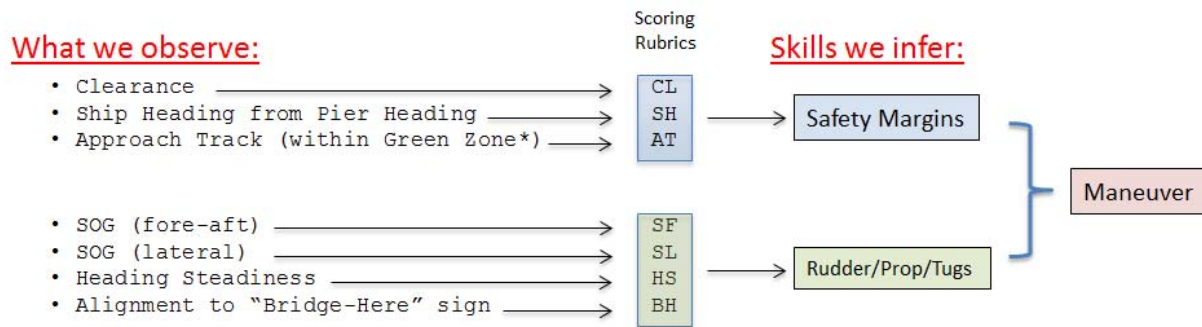 Scoring
Rubrics
What we observe:
Skills we infer:
• Clearance
CL
• Ship Heading from Pier Heading
SH
Safety Margins
• Approach Track (within Green Zone*)
AT
Maneuver
• SOG (fore-aft)
SF
• SOG (lateral)
SL
• Heading Steadiness
HS
Rudder/Prop/Tugs
• Alignment to “Bridge-Here” sign
BH